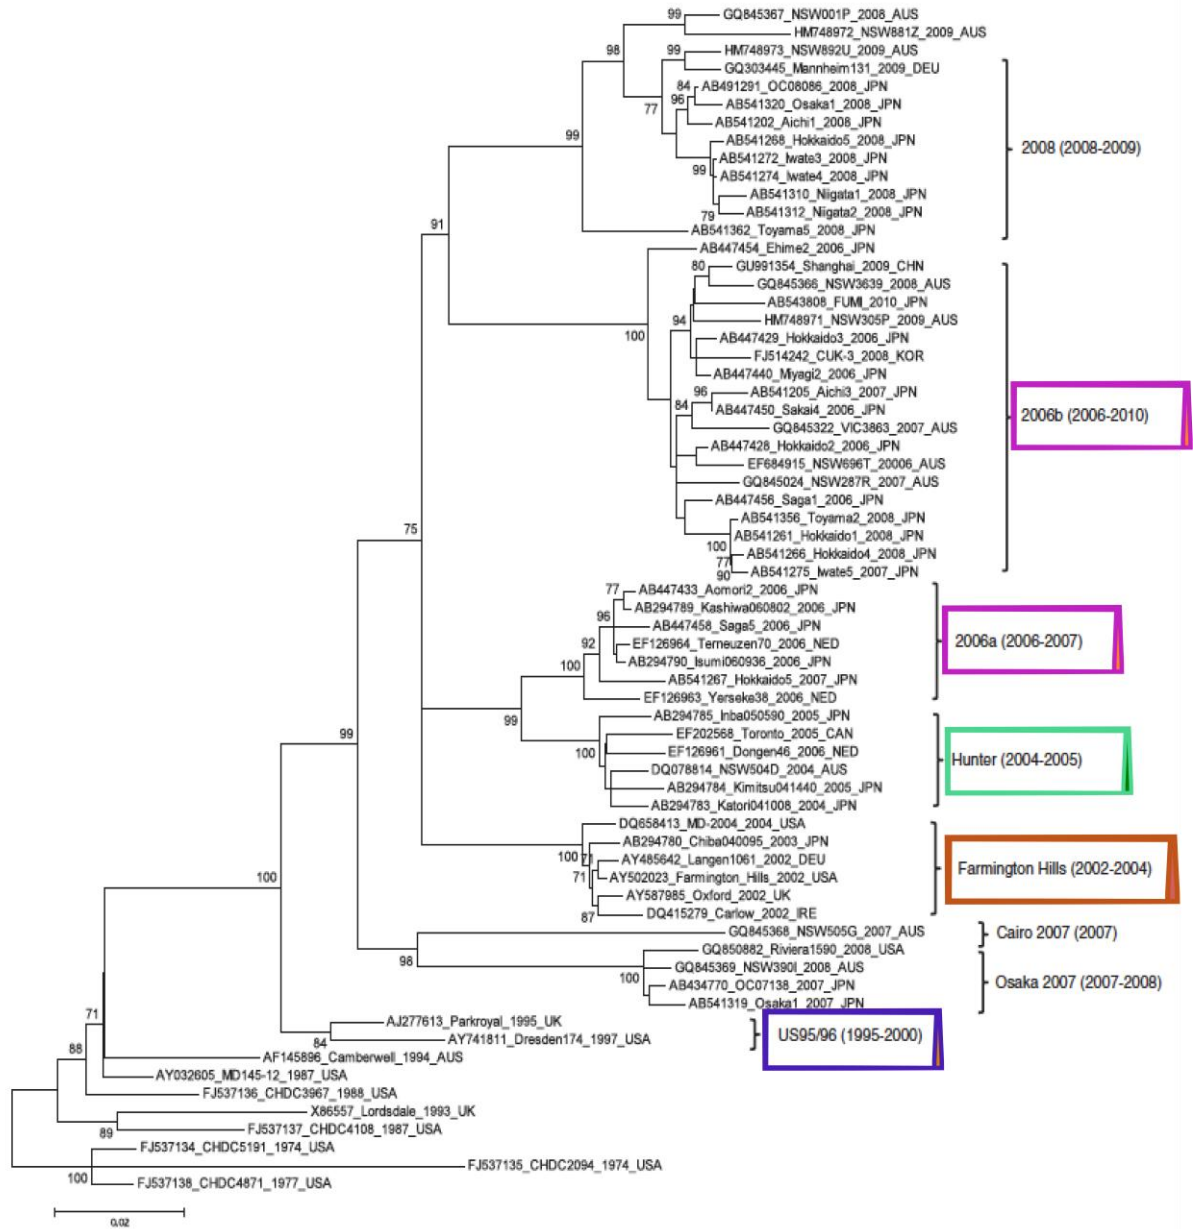 99
GQ845367_NSW001P_2008_AUS
HM748972_NSW881Z_2009_AUS
98
99
HM748973_NSW892U_2009_AUS
GQ303445_Mannheim131_2009_DEU
84
AB491291_OC08086_2008_JPN
77
96
AB541320_Osaka1_2008_JPN
AB541202_Aichi1_2008_JPN
99
AB541268_Hokkaido5_2008_JPN
2008 (2008-2009)
AB541272_Iwate3_2008_JPN
99
AB541274_Iwate4_2008_JPN
AB541310_Niigata1_2008_JPN
79
AB541312_Niigata2_2008_JPN
91
AB541362_Toyama5_2008_JPN
AB447454_Ehime2_2006_JPN
80
GU991354_Shanghai_2009_CHN
GQ845366_NSW3639_2008_AUS
AB543808_FUMI_2010_JPN
94
HM748971_NSW305P_2009_AUS
100
AB447429_Hokkaido3_2006_JPN
FJ514242_CUK-3_2008_KOR
AB447440_Miyagi2_2006_JPN
96
AB541205_Aichi3_2007_JPN
84
AB447450_Sakai4_2006_JPN
2006b (2006-2010)
GQ845322_VIC3863_2007_AUS
AB447428_Hokkaido2_2006_JPN
EF684915_NSW696T_20006_AUS
GQ845024_NSW287R_2007_AUS
AB447456_Saga1_2006_JPN
75
AB541356_Toyama2_2008_JPN
AB541261_Hokkaido1_2008_JPN
100
AB541266_Hokkaido4_2008_JPN
77
90
AB541275_Iwate5_2007_JPN
77
AB447433_Aomori2_2006_JPN
AB294789_Kashiwa060802_2006_JPN
96
AB447458_Saga5_2006_JPN
92
EF126964_Terneuzen70_2006_NED
2006a (2006-2007)
100
AB294790_Isumi060936_2006_JPN
AB541267_Hokkaido5_2007_JPN
EF126963_Yerseke38_2006_NED
99
AB294785_Inba050590_2005_JPN
EF202568_Toronto_2005_CAN
99
100
EF126961_Dongen46_2006_NED
Hunter (2004-2005)
DQ078814_NSW504D_2004_AUS
AB294784_Kimitsu041440_2005_JPN
AB294783_Katori041008_2004_JPN
DQ658413_MD-2004_2004_USA
AB294780_Chiba040095_2003_JPN
100
71
AY485642_Langen1061_2002_DEU
Farmington Hills (2002-2004)
100
71
AY502023_Farmington_Hills_2002_USA
AY587985_Oxford_2002_UK
87
DQ415279_Carlow_2002_IRE
GQ845368_NSW505G_2007_AUS
Cairo 2007 (2007)
98
GQ850882_Riviera1590_2008_USA
GQ845369_NSW390I_2008_AUS
100
AB434770_OC07138_2007_JPN
Osaka 2007 (2007-2008)
AB541319_Osaka1_2007_JPN
71
AJ277613_Parkroyal_1995_UK
US95/96 (1995-2000)
84
AY741811_Dresden174_1997_USA
88
AF145896_Camberwell_1994_AUS
AY032605_MD145-12_1987_USA
FJ537136_CHDC3967_1988_USA
X86557_Lordsdale_1993_UK
89
FJ537137_CHDC4108_1987_USA
FJ537134_CHDC5191_1974_USA
FJ537135_CHDC2094_1974_USA
100
FJ537138_CHDC4871_1977_USA
0.02